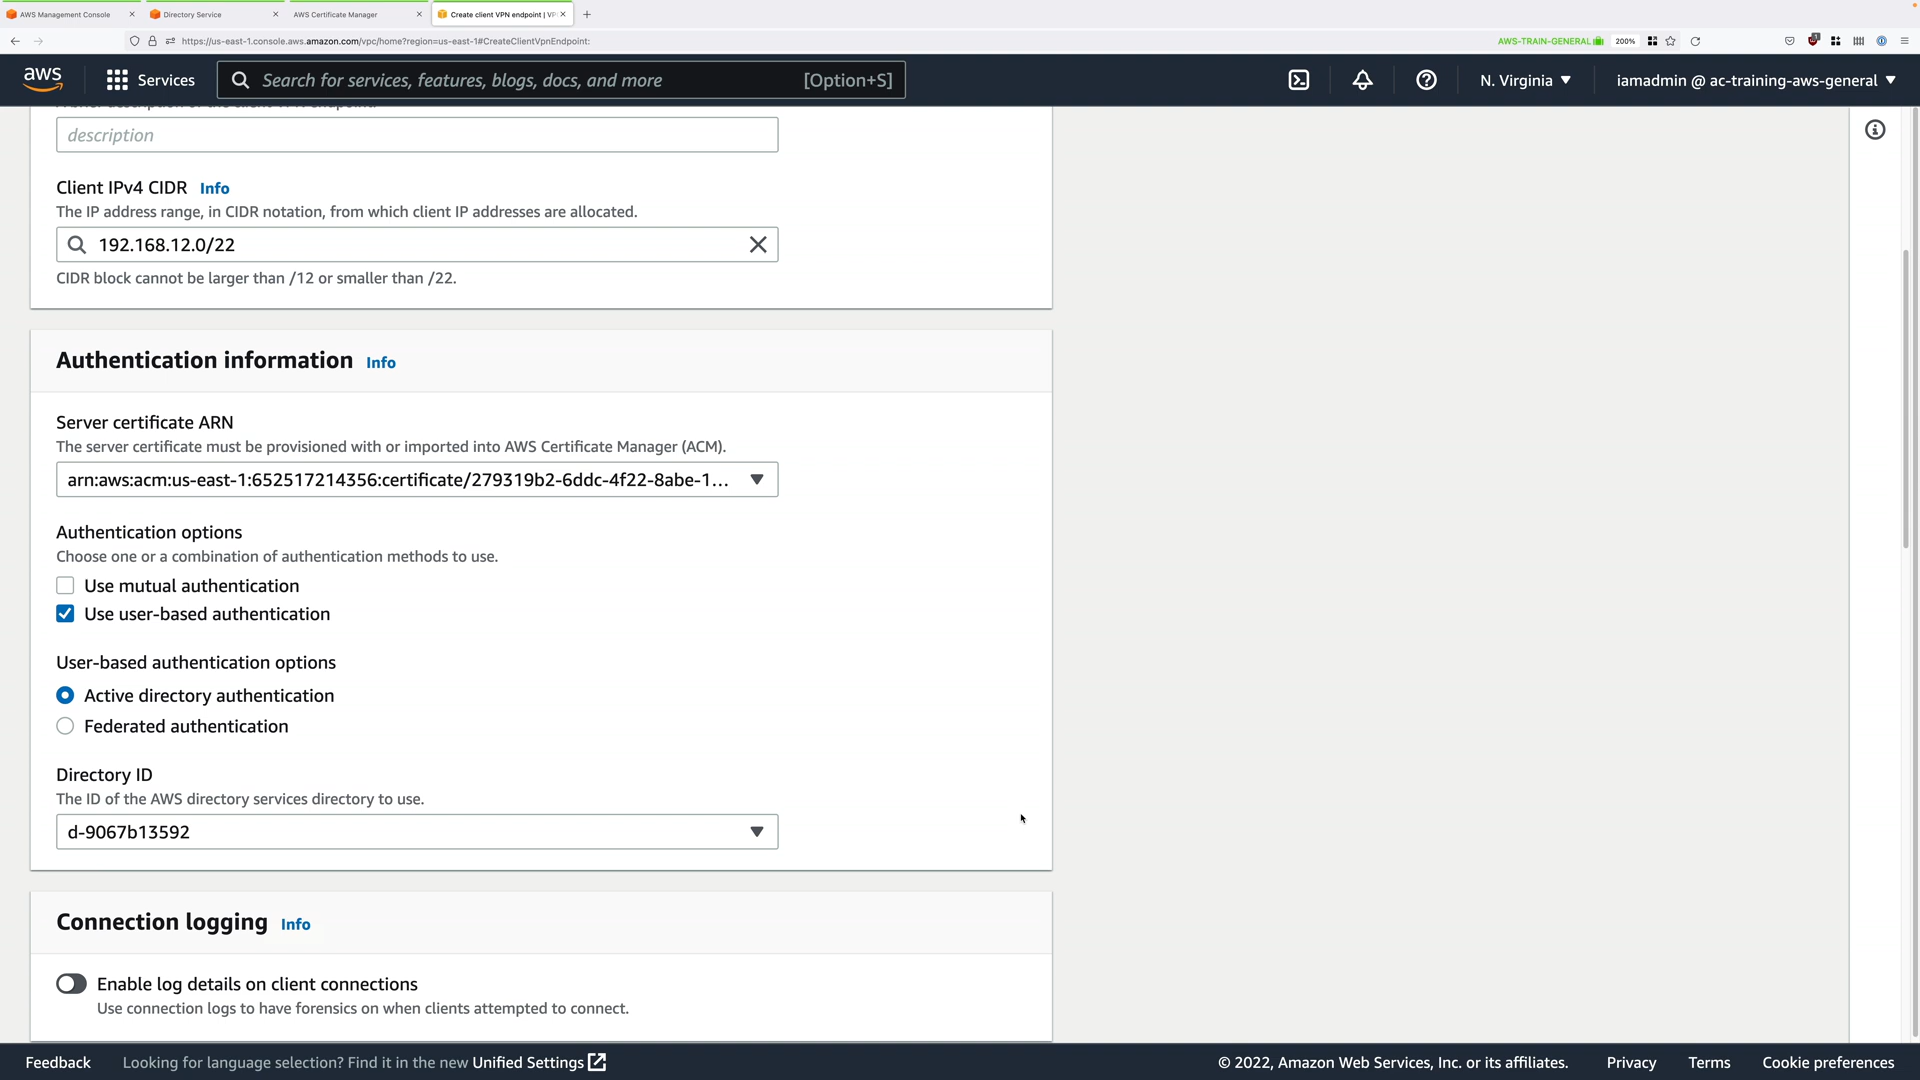 AWS Management Console
Directory Service
AWS Certificate Manager
Create client VPN endpoint | VP
https://us-east-1.console.aws.amazon.com/vpc/home?region=us-east-1#CreateClientVpnEndpoint:
AWS-TRAIN-GENERAL
200%
aws
Services
Search for services, features, blogs, docs, and more
[Option+S]
N. Virginia
iamadmin @ ac-training-aws-general
description
Client IPv4 CIDR Info
The IP address range, in CIDR notation, from which client IP addresses are allocated.
192.168.12.0/22
CIDR block cannot be larger than /12 or smaller than /22.
Authentication information Info
Server certificate ARN
The server certificate must be provisioned with or imported into AWS Certificate Manager (ACM).
arn:aws:acm:us-east-1:652517214356:certificate/279319b2-6ddc-4f22-8abe-1...
Authentication options
Choose one or a combination of authentication methods to use.
Use mutual authentication
Use user-based authentication
User-based authentication options
Active directory authentication
Federated authentication
Directory ID
The ID of the AWS directory services directory to use.
d-9067b13592
Connection logging Info
Enable log details on client connections
Use connection logs to have forensics on when clients attempted to connect.
Feedback
Looking for language selection? Find it in the new Unified Settings
© 2022, Amazon Web Services, Inc. or its affiliates.
Privacy
Terms
Cookie preferences